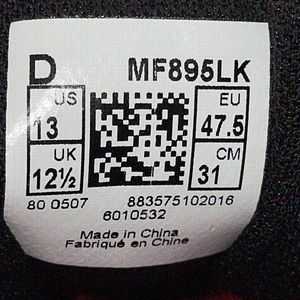 D MF895LK
US EU
13 47.5
UK CM
12½ 31
80 0507 883575102016
6010532
Made in China
Fabriqué en Chine